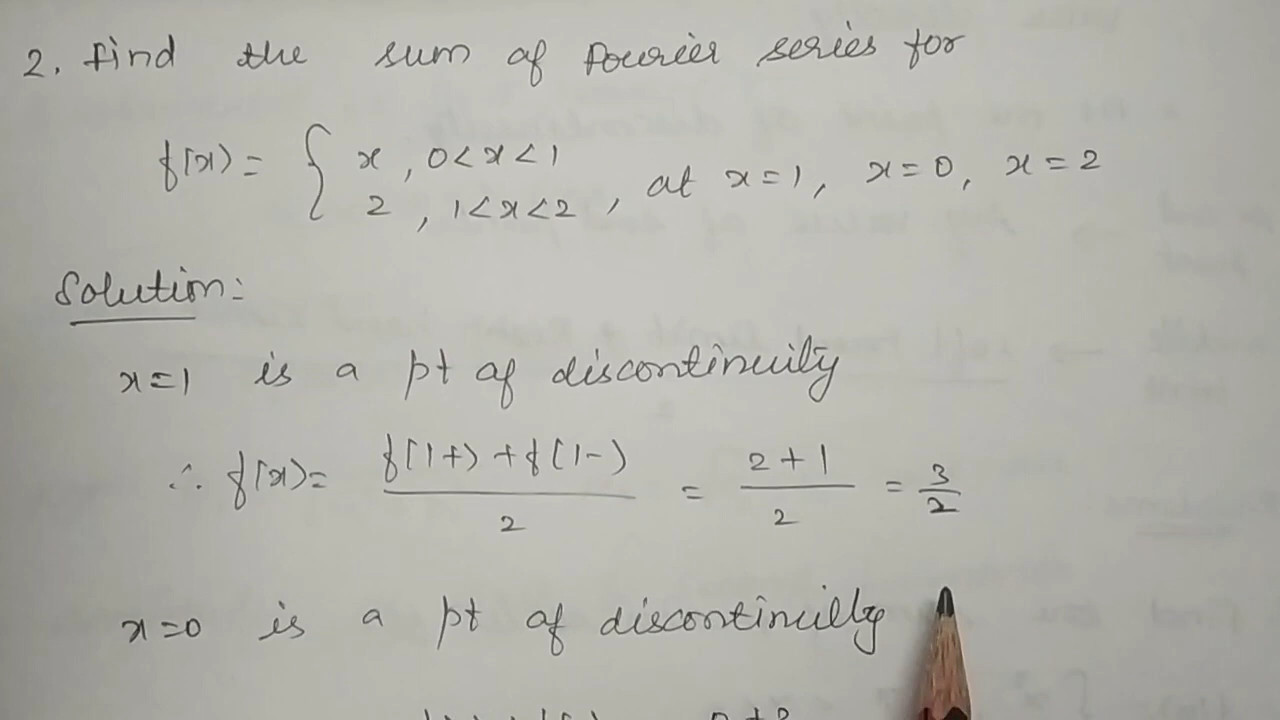 2. Find the sum of Fourier series for
f(x) = { x , 0<x<1
2 , 1<x<2 , at x=1, x=0, x=2
Solution:
x=1 is a pt of discontinuity
∴ f(x)= f(1+)+f(1-) / 2 = 2+1 / 2 = 3/2
x=0 is a pt of discontinuity